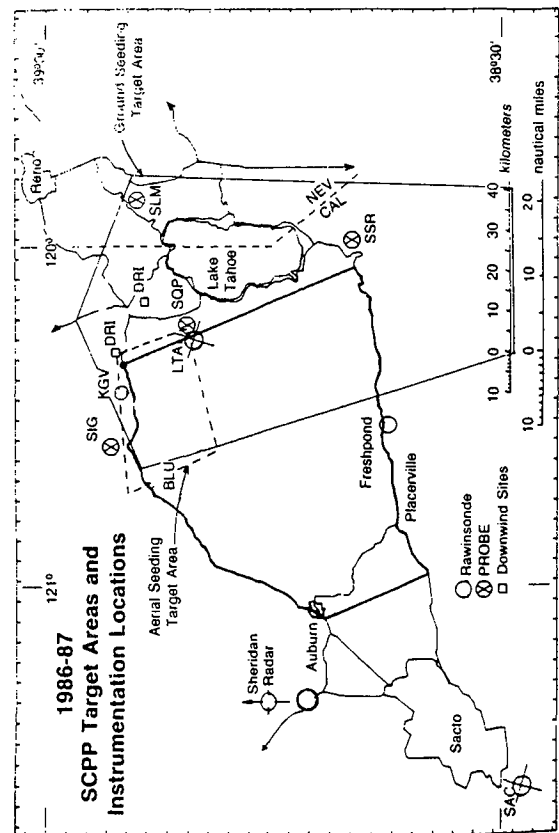 1986-87
SCPP Target Areas and
Instrumentation Locations
121°
120°
39°30'
38°30'
Reno
Ground Seeding
Target Area
SLM
DRI
DRI
KGV
SIG
SQP
LTA
Lake
Tahoe
NEV
CAL
SSR
BLU
Aerial Seeding
Target Area
Sheridan
Radar
Auburn
Freshpond
Placerville
Sacto
SAC
Rawinsonde
PROBE
Downwind Sites
10 0 10 20 30 40
kilometers
10 0 10 20
nautical miles